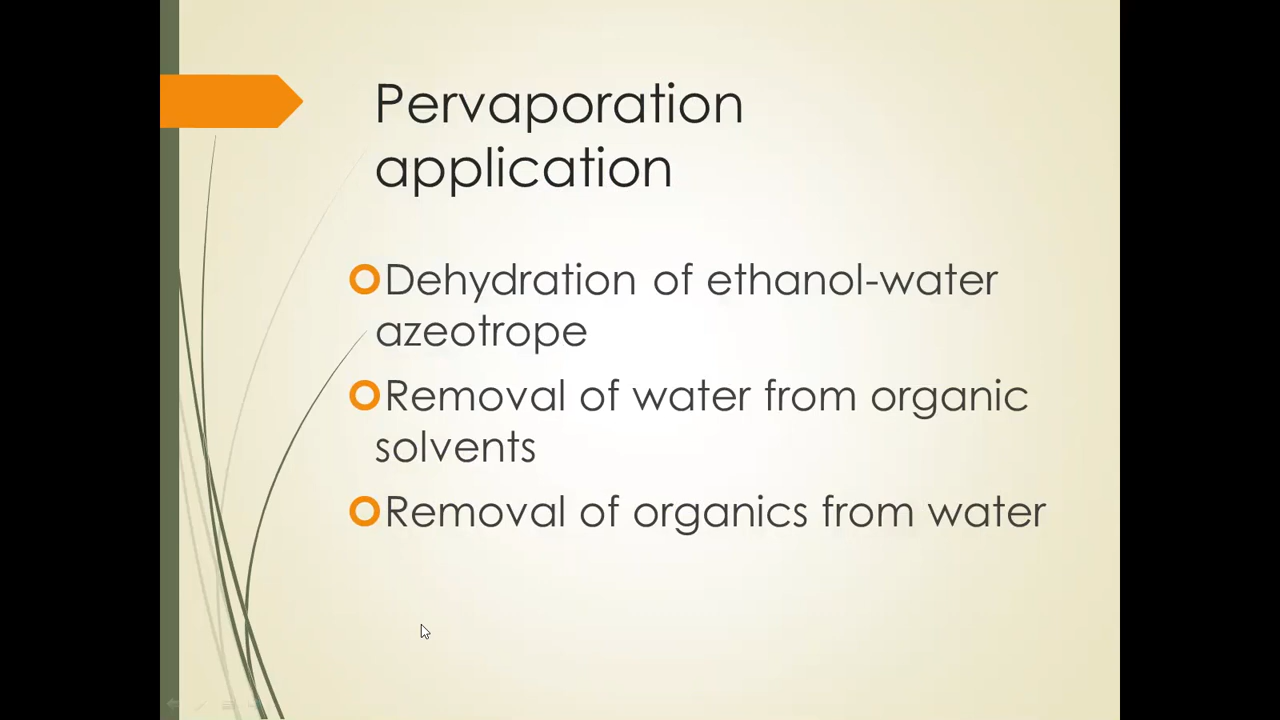 Pervaporation
application
Dehydration of ethanol-water
azeotrope
Removal of water from organic
solvents
Removal of organics from water